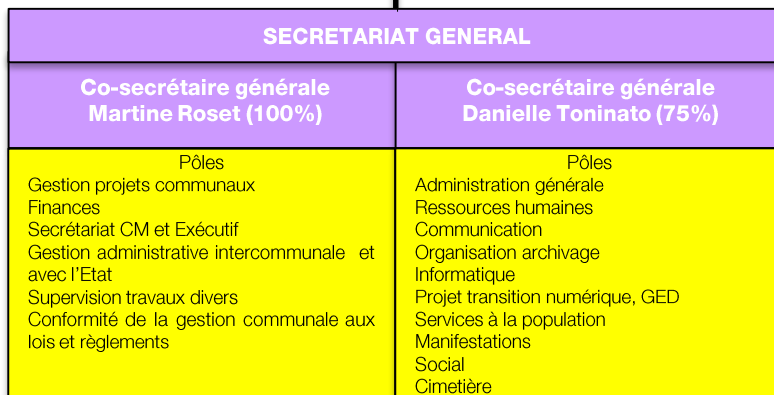 SECRETARIAT GENERAL
Co-secrétaire générale
Martine Roset (100%)
Pôles
Gestion projets communaux
Finances
Secrétariat CM et Exécutif
Gestion administrative intercommunale et
avec l'Etat
Supervision travaux divers
Conformité de la gestion communale aux
lois et règlements
Co-secrétaire générale
Danielle Toninato (75%)
Pôles
Administration générale
Ressources humaines
Communication
Organisation archivage
Informatique
Projet transition numérique, GED
Services à la population
Manifestations
Social
Cimetière